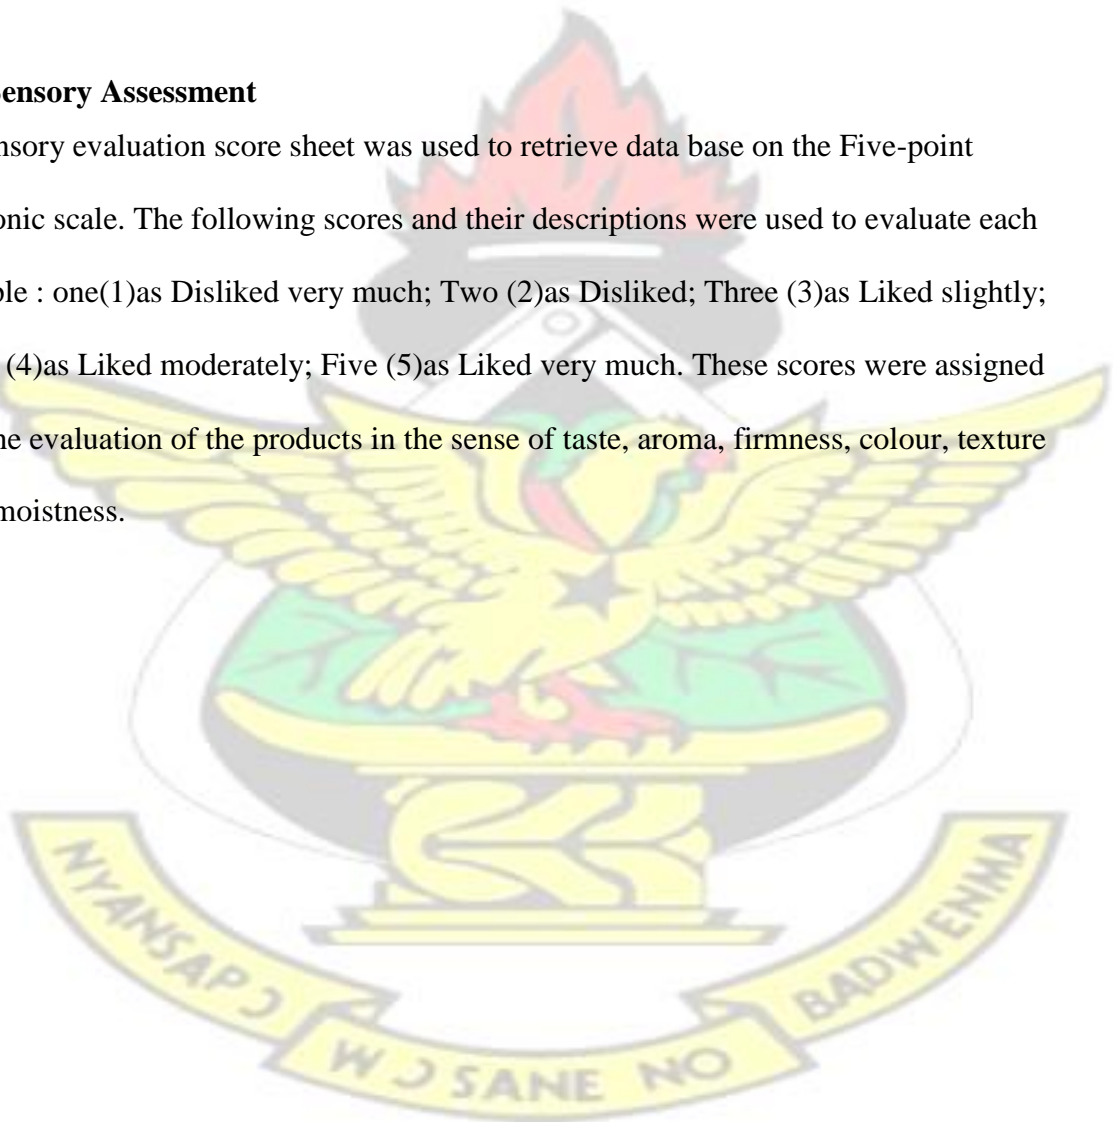 ensory Assessment
nsory evaluation score sheet was used to retrieve data base on the Five-point
onic scale. The following scores and their descriptions were used to evaluate each
ple : one(1)as Disliked very much; Two (2)as Disliked; Three (3)as Liked slightly;
(4)as Liked moderately; Five (5)as Liked very much. These scores were assigned
he evaluation of the products in the sense of taste, aroma, firmness, colour, texture
moistness.
NYANSAPƆ
WƆ SANE NO
BADWENMA